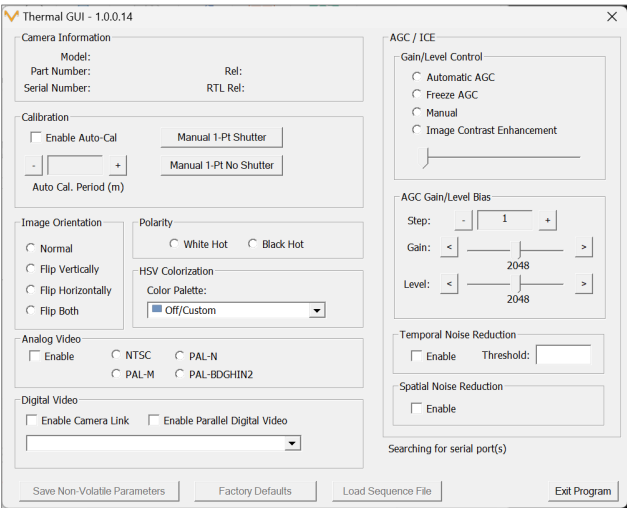 Thermal GUI - 1.0.0.14
Camera Information
Model:
Part Number: Rel:
Serial Number: RTL Rel:
Calibration
Enable Auto-Cal Manual 1-Pt Shutter
- + Manual 1-Pt No Shutter
Auto Cal. Period (m)
Image Orientation
Normal
Flip Vertically
Flip Horizontally
Flip Both
Polarity
White Hot Black Hot
HSV Colorization
Color Palette:
Off/Custom
Analog Video
Enable NTSC PAL-N
PAL-M PAL-BDGHIN2
Digital Video
Enable Camera Link Enable Parallel Digital Video
AGC / ICE
Gain/Level Control
Automatic AGC
Freeze AGC
Manual
Image Contrast Enhancement
AGC Gain/Level Bias
Step: - 1 +
Gain: < >
2048
Level: < >
2048
Temporal Noise Reduction
Enable Threshold:
Spatial Noise Reduction
Enable
Searching for serial port(s)
Save Non-Volatile Parameters Factory Defaults Load Sequence File Exit Program